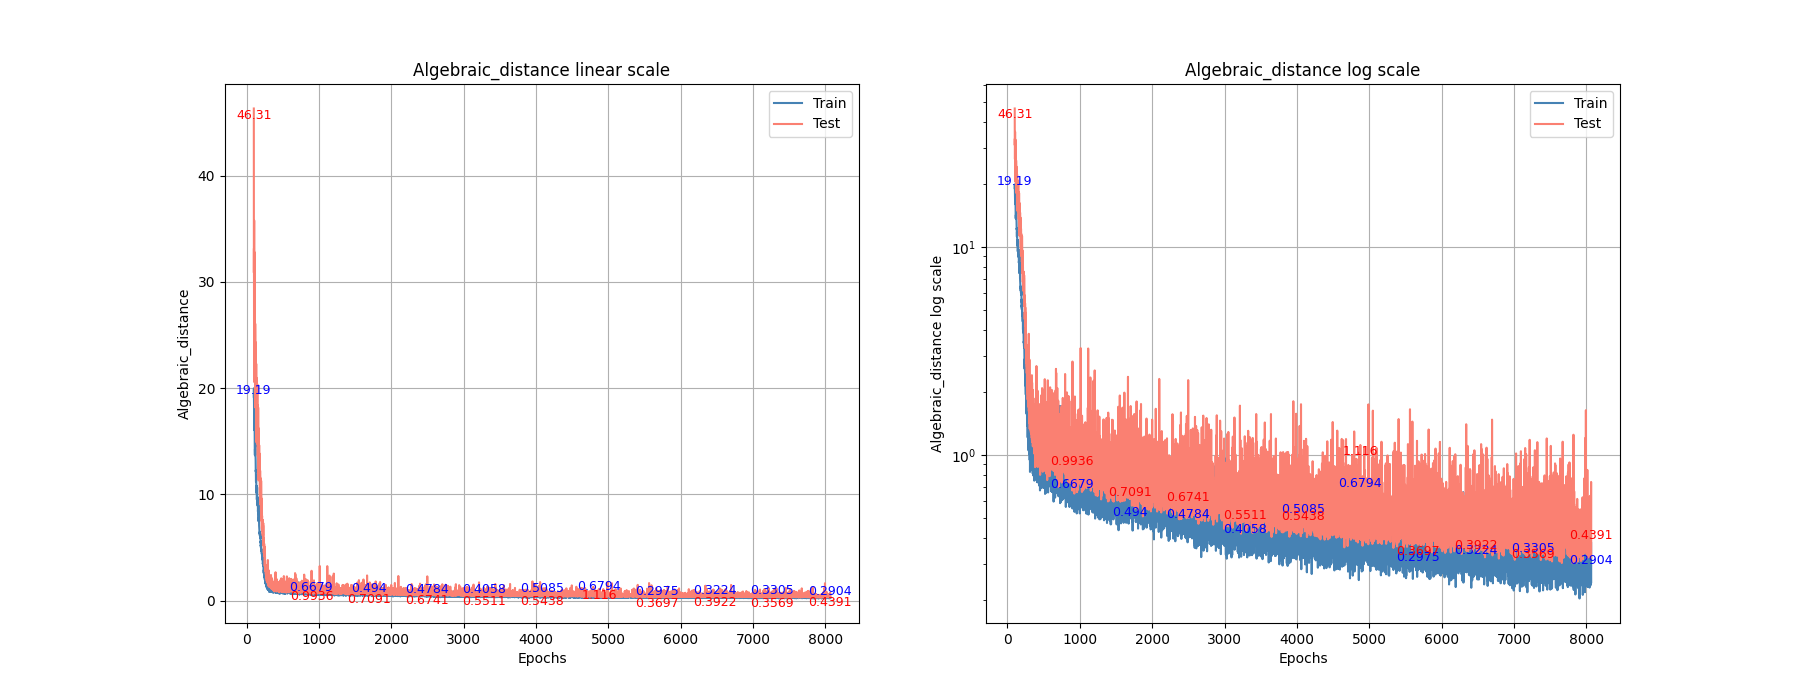 Algebraic_distance linear scale
Train
Test
46.31
19.19
0.6679 0.494 0.4784 0.4058 0.5085 0.6794 0.2975 0.3224 0.3305 0.2904
0.9936 0.7091 0.6741 0.5511 0.5438 1.116 0.3697 0.3922 0.3569 0.4391
40
30
20
10
0
Algebraic_distance
0 1000 2000 3000 4000 5000 6000 7000 8000
Epochs
Algebraic_distance log scale
Train
Test
46.31
19.19
0.9936 0.7091 0.6741 0.5511 0.5438 1.116 0.3697 0.3922 0.3569 0.4391
0.6679 0.494 0.4784 0.4058 0.5085 0.6794 0.2975 0.3224 0.3305 0.2904
10¹
10⁰
Algebraic_distance log scale
0 1000 2000 3000 4000 5000 6000 7000 8000
Epochs